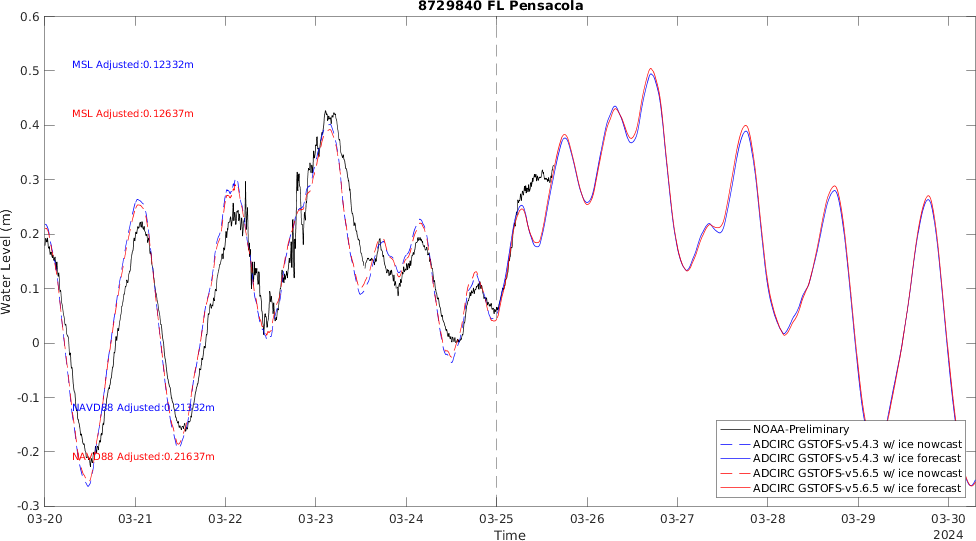 8729840 FL Pensacola
0.6
0.5
0.4
0.3
0.2
0.1
0
-0.1
-0.2
-0.3
Water Level (m)
MSL Adjusted:0.12332m
MSL Adjusted:0.12637m
NAVD88 Adjusted:0.21332m
NAVD88 Adjusted:0.21637m
NOAA-Preliminary
ADCIRC GSTOFS-v5.4.3 w/ ice nowcast
ADCIRC GSTOFS-v5.4.3 w/ ice forecast
ADCIRC GSTOFS-v5.6.5 w/ ice nowcast
ADCIRC GSTOFS-v5.6.5 w/ ice forecast
03-20 03-21 03-22 03-23 03-24 03-25 03-26 03-27 03-28 03-29 03-30
2024
Time